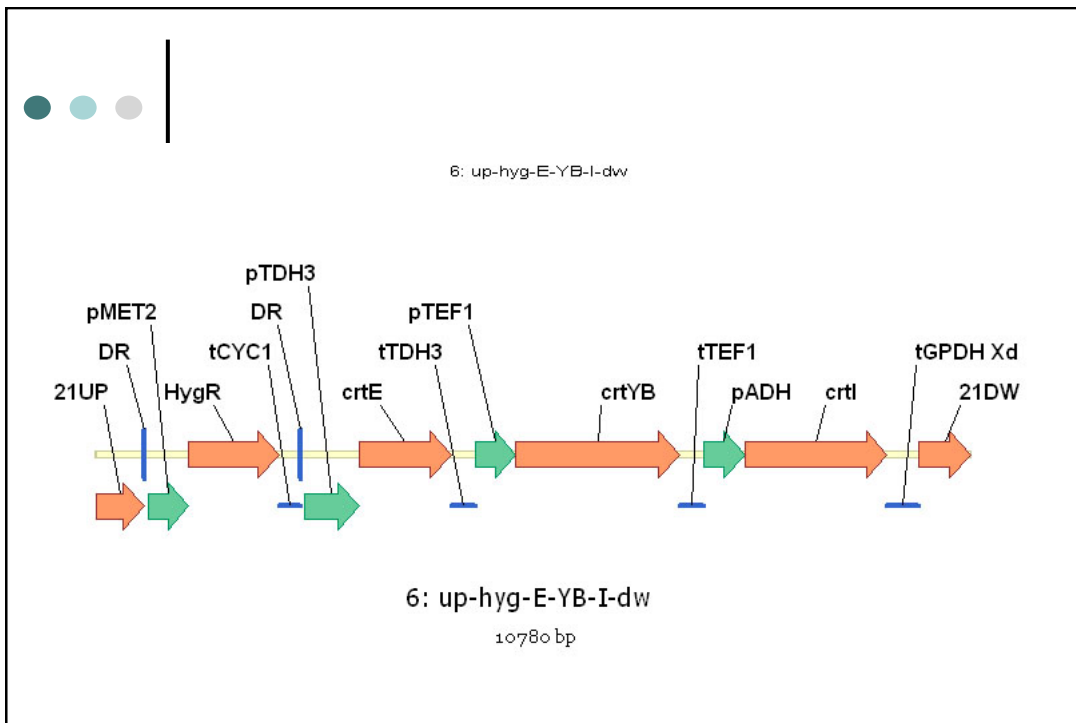 6: up-hyg-E-YB-I-dw
pTDH3
pMET2 DR pTEF1
DR tCYC1 tTDH3 tTEF1 tGPDH Xd
21UP HygR crtE crtYB pADH crtI 21DW
6: up-hyg-E-YB-I-dw
10780 bp